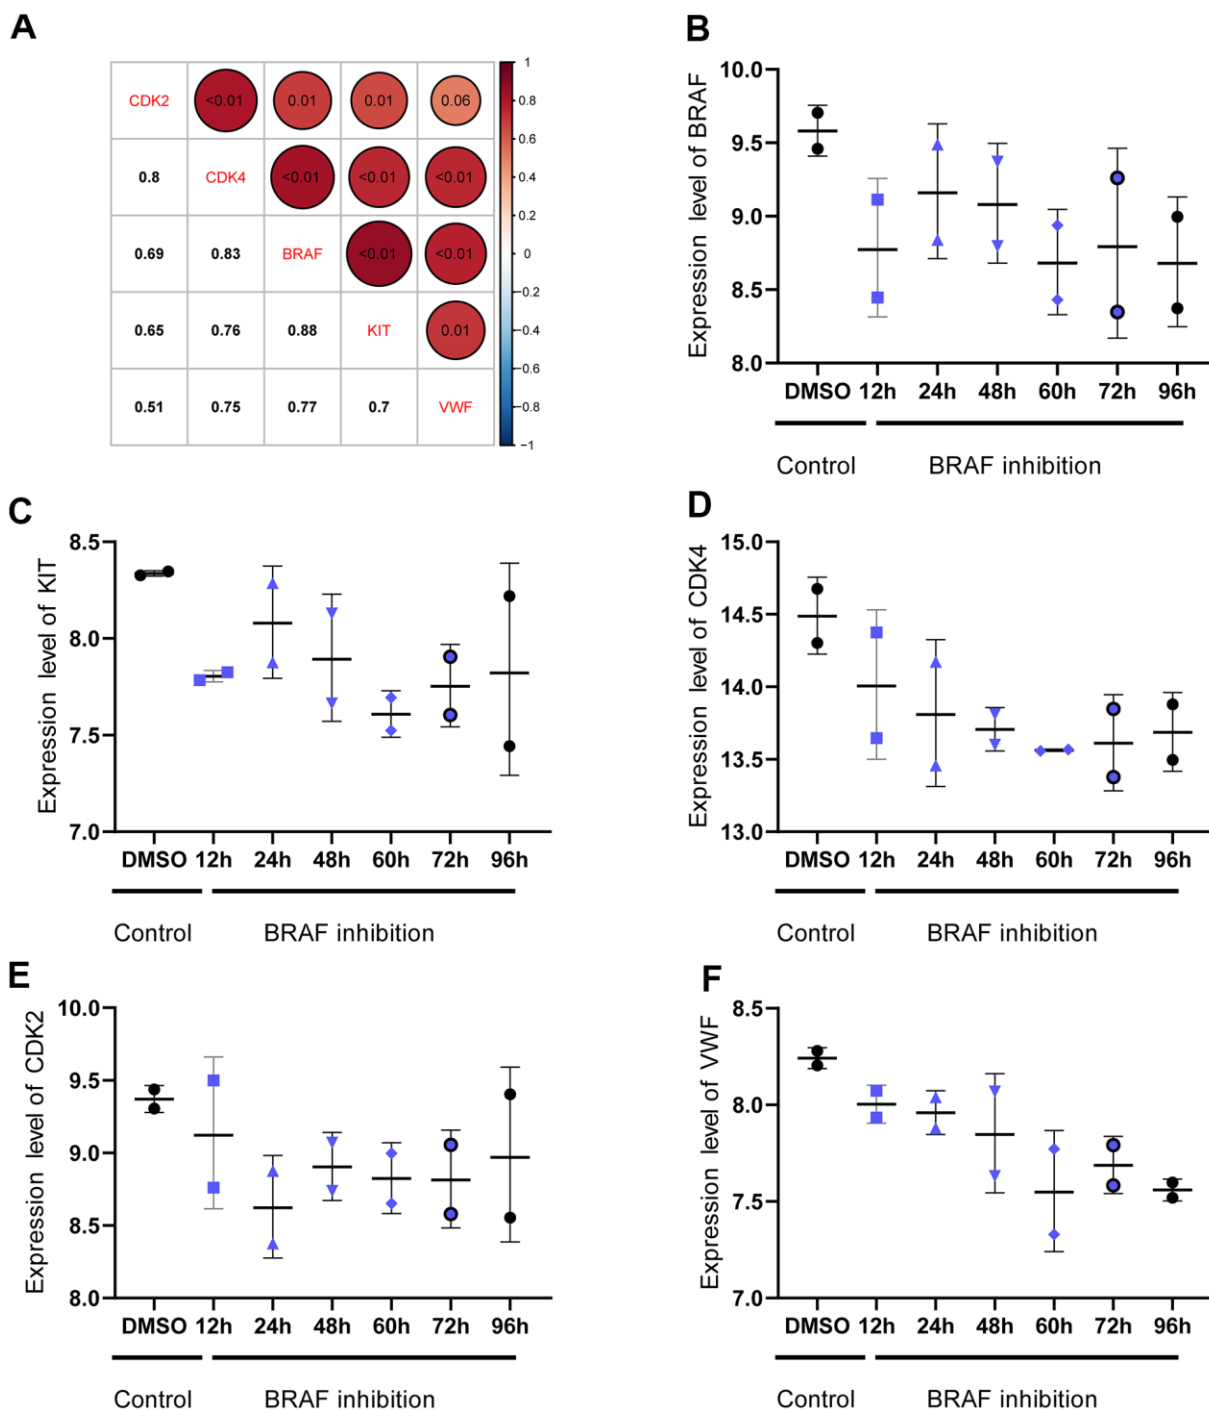 A
CDK2 <0.01 0.01 0.01 0.06
0.8 CDK4 <0.01 <0.01 <0.01
0.69 0.83 BRAF <0.01 <0.01
0.65 0.76 0.88 KIT 0.01
0.51 0.75 0.77 0.7 VWF
1
0.8
0.6
0.4
0.2
0
−0.2
−0.4
−0.6
−0.8
−1
B
Expression level of BRAF
10.0
9.5
9.0
8.5
8.0
DMSO 12h 24h 48h 60h 72h 96h
Control BRAF inhibition
C
Expression level of KIT
8.5
8.0
7.5
7.0
DMSO 12h 24h 48h 60h 72h 96h
Control BRAF inhibition
D
Expression level of CDK4
15.0
14.5
14.0
13.5
13.0
DMSO 12h 24h 48h 60h 72h 96h
Control BRAF inhibition
E
Expression level of CDK2
10.0
9.5
9.0
8.5
8.0
DMSO 12h 24h 48h 60h 72h 96h
Control BRAF inhibition
F
Expression level of VWF
8.5
8.0
7.5
7.0
DMSO 12h 24h 48h 60h 72h 96h
Control BRAF inhibition